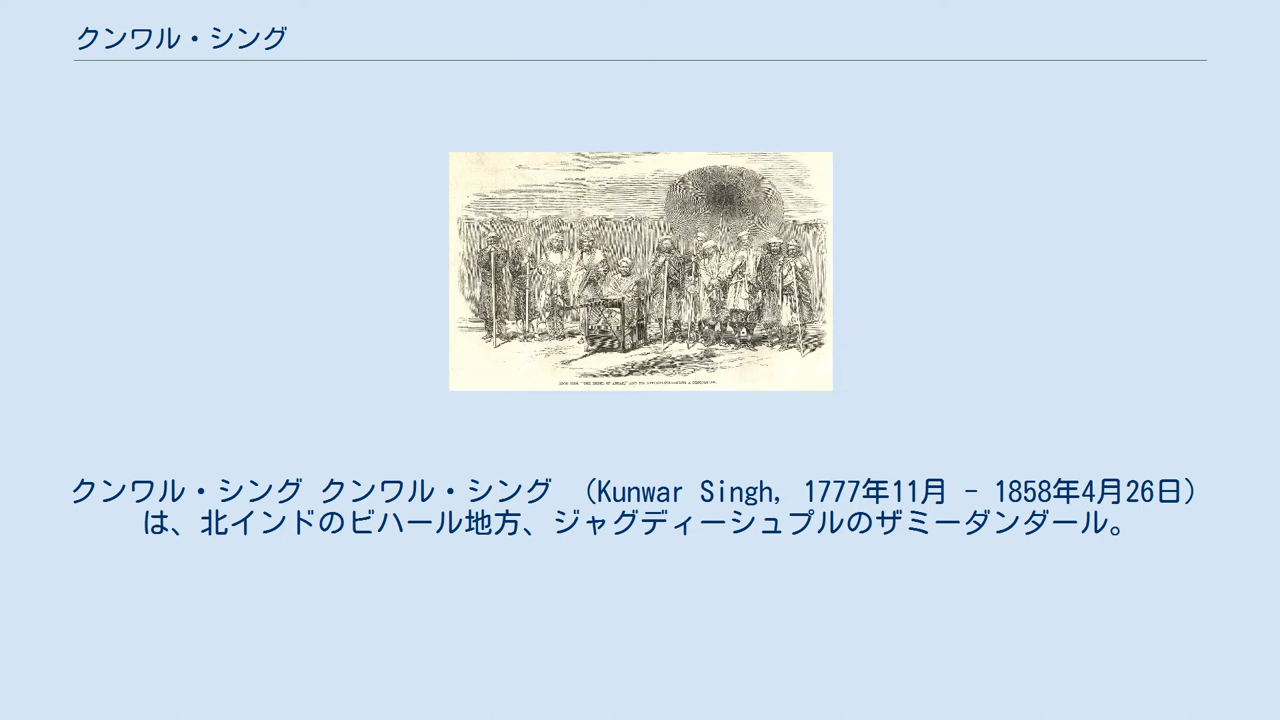 クンワル・シング
クンワル・シング クンワル・シング （Kunwar Singh, 1777年11月 - 1858年4月26日）
は、北インドのビハール地方、ジャグディーシュプルのザミーダンダール。